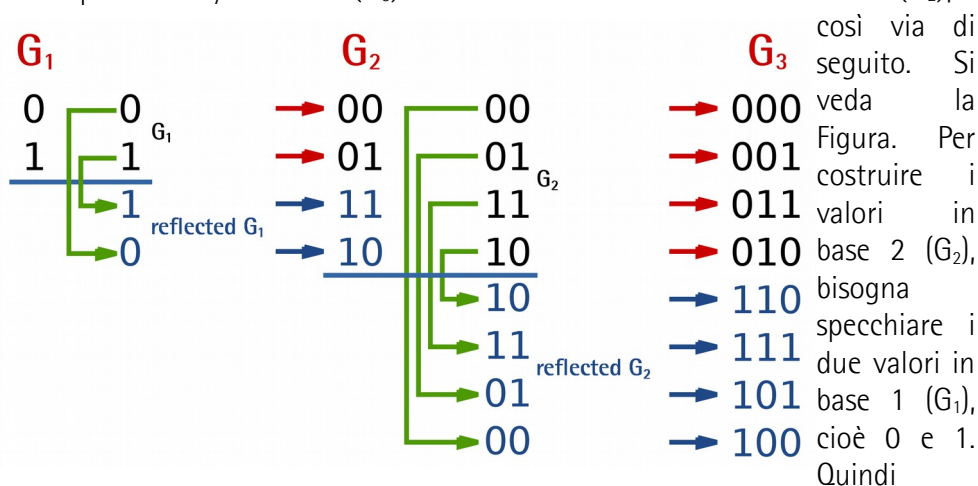 G₁ G₂ G₃
0 0 00 00 000
G₁
1 1 01 01 001
G₂
1 11 11 011
reflected G₁
0 10 10 010
10 110
11 111
reflected G₂
01 101
00 100
così via di
seguito. Si
veda la
Figura. Per
costruire i
valori in
base 2 (G₂),
bisogna
specchiare i
due valori in
base 1 (G₁),
cioè 0 e 1.
Quindi